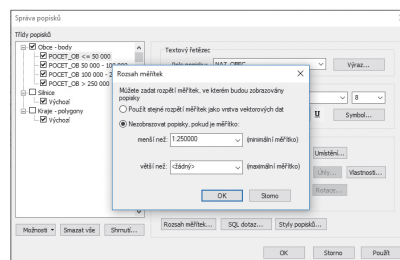 Správa popisků
Třídy popisků
Obce - body
POCET_OB <= 50 000
POCET_OB 50 000 - 100
POCET_OB 100 000 - 2
POCET_OB > 250 000
Silnice
Výchozí
Kraje - polygony
Výchozí
Textový řetězec
NAZ_OBEC
Výraz...
8
U
Symbol...
Umístění...
Úhly...
Vlastnosti...
Rotace...
Rozsah měřítek
Můžete zadat rozpětí měřítek, ve kterém budou zobrazovány
popisky
Použít stejné rozpětí měřítek jako vrstva vektorových dat
Nezobrazovat popisky, pokud je měřítko:
menší než:
1:250000
(minimální měřítko)
větší než:
<žádný>
(maximální měřítko)
OK
Storno
Možnosti
Smazat vše
Shrnutí...
Rozsah měřítek...
SQL dotaz...
Styly popisků...
OK
Storno
Použít